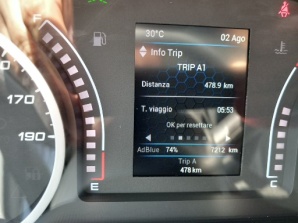 30°C 02 Ago
F
Info Trip
TRIP A1
170
Distanza 478.9 km
T. viaggio 05:53
190
OK per resettare
AdBlue 74% 7212 km
Trip A
E 478 km C